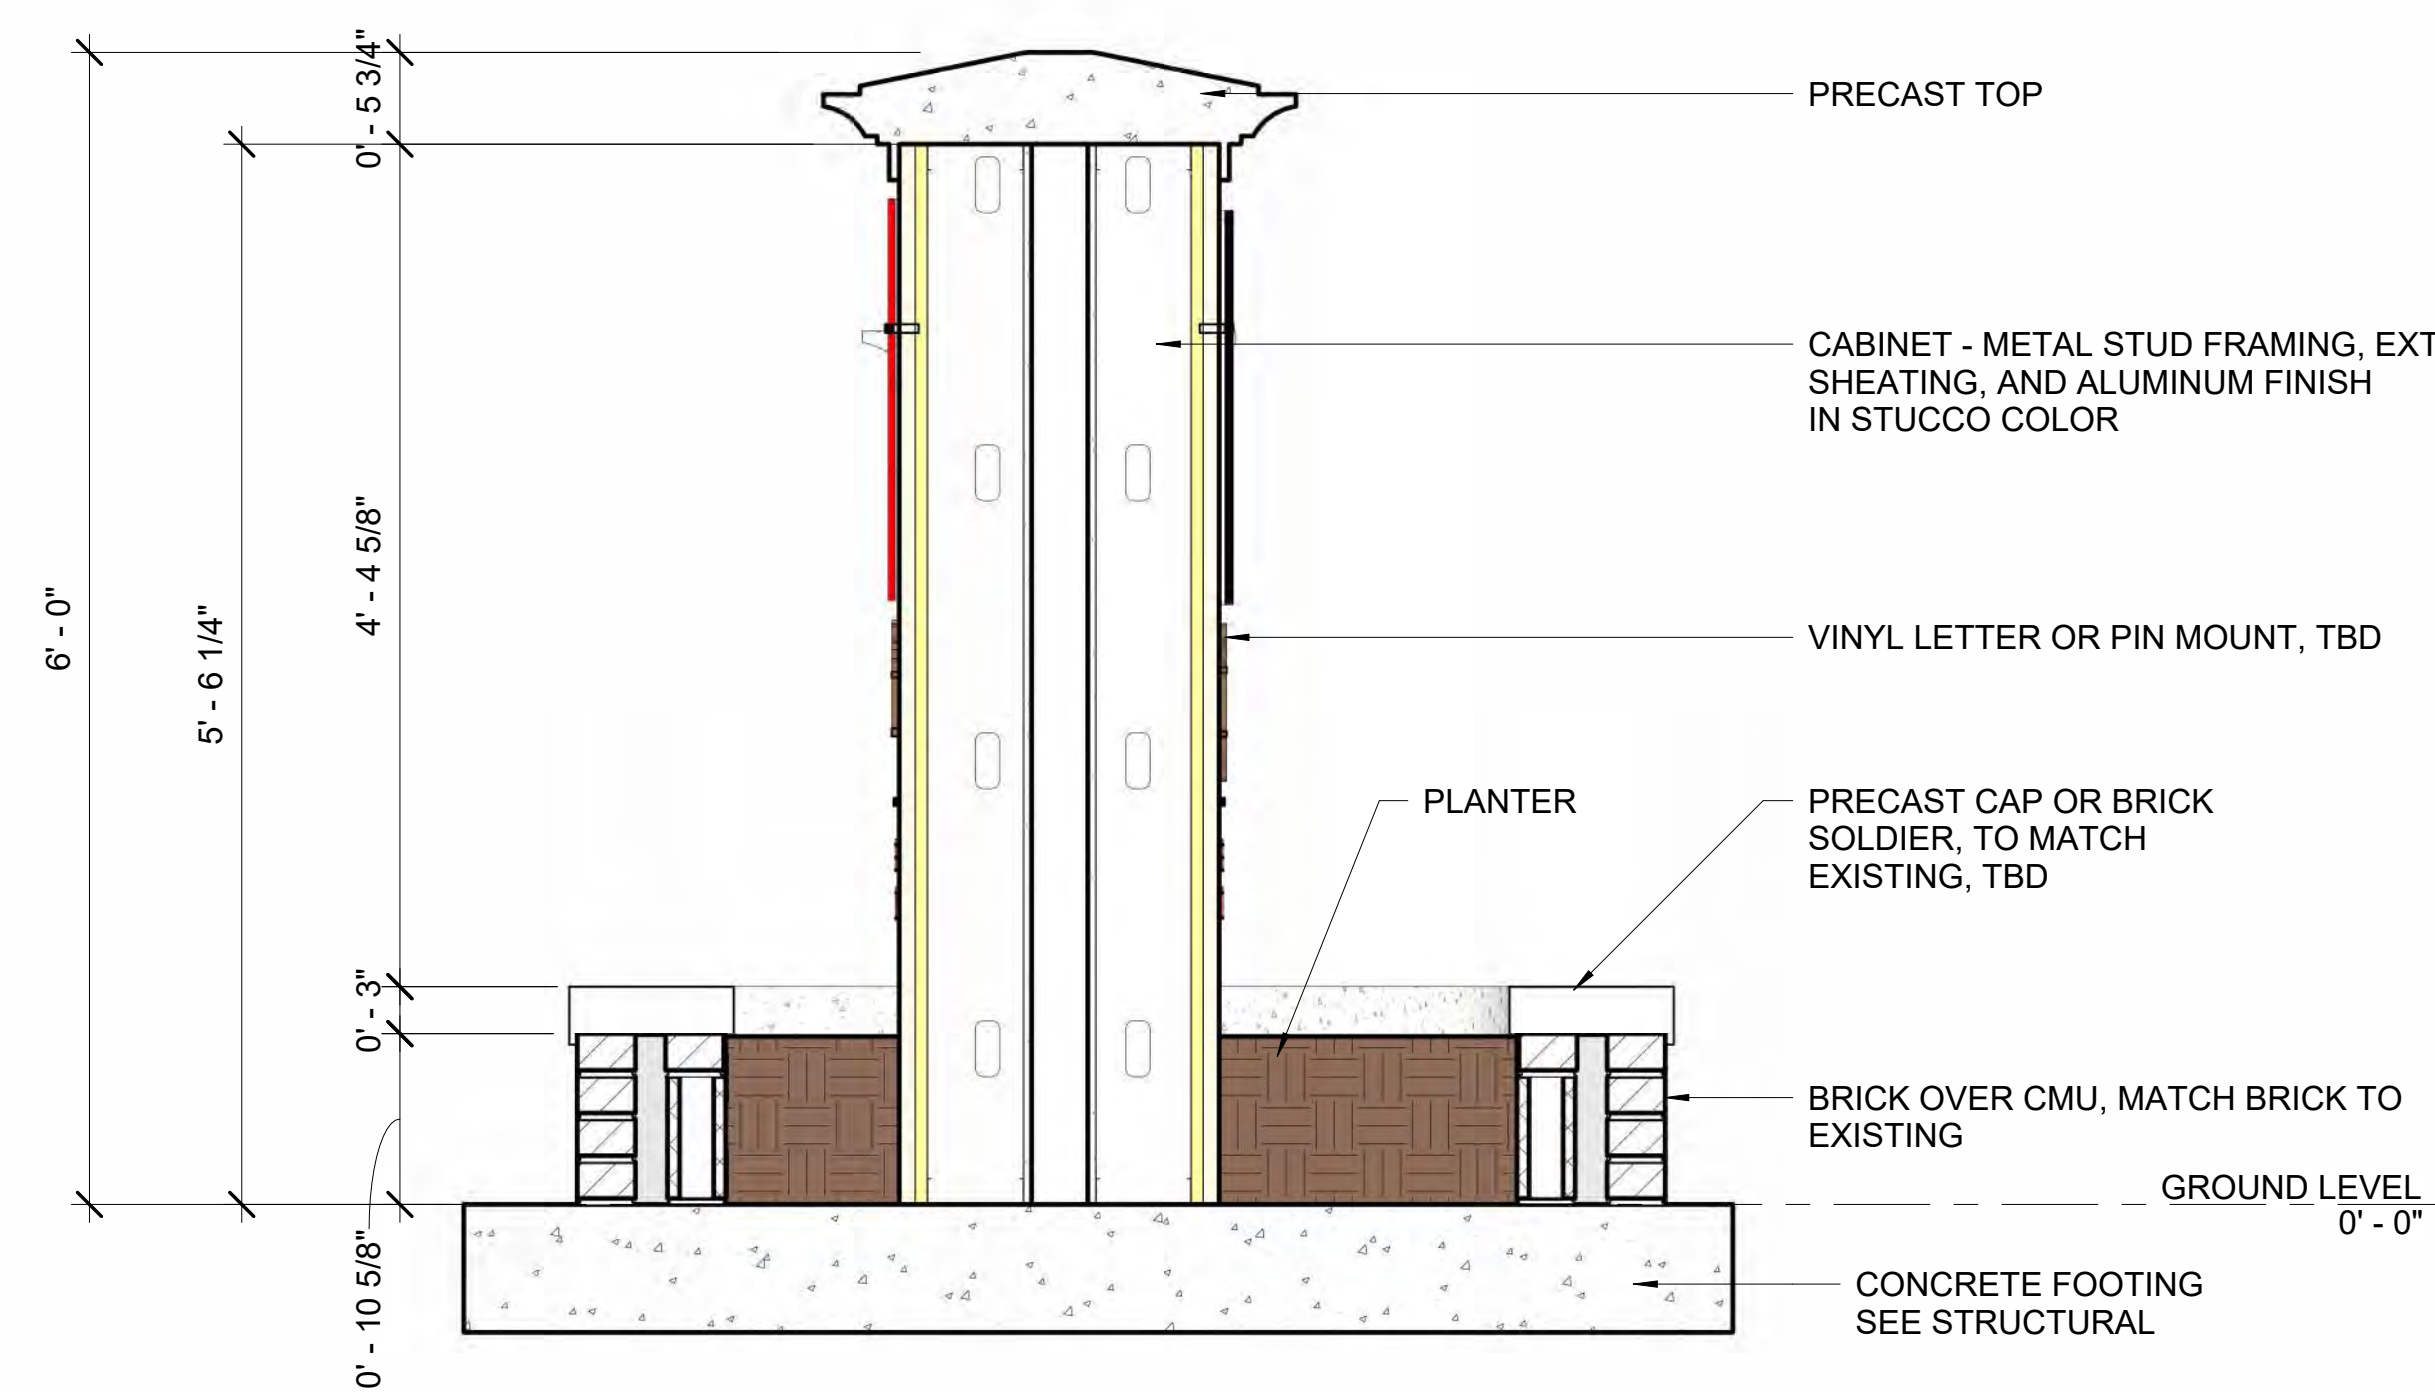 0' - 5 3/4"
PRECAST TOP
CABINET - METAL STUD FRAMING, EXT
SHEATING, AND ALUMINUM FINISH
IN STUCCO COLOR
4' - 4 5/8"
6' - 0"
5' - 6 1/4"
VINYL LETTER OR PIN MOUNT, TBD
PLANTER
PRECAST CAP OR BRICK
SOLDIER, TO MATCH
EXISTING, TBD
0' - 3"
BRICK OVER CMU, MATCH BRICK TO
EXISTING
GROUND LEVEL
0' - 0"
0' - 10 5/8"
CONCRETE FOOTING
SEE STRUCTURAL